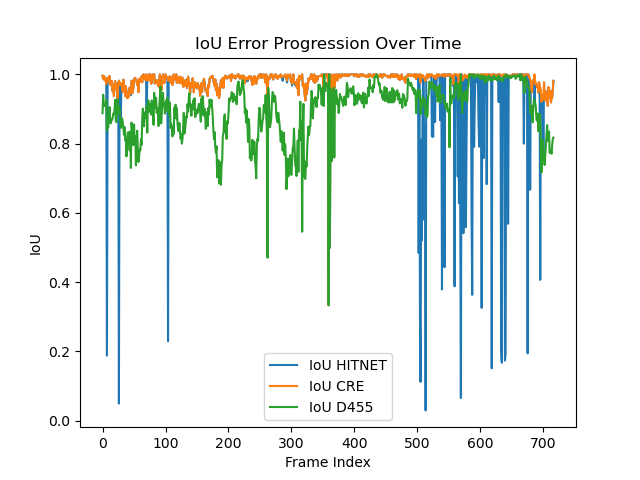 IoU Error Progression Over Time
1.0
0.8
0.6
0.4
0.2
0.0
IoU
IoU HITNET
IoU CRE
IoU D455
0 100 200 300 400 500 600 700
Frame Index